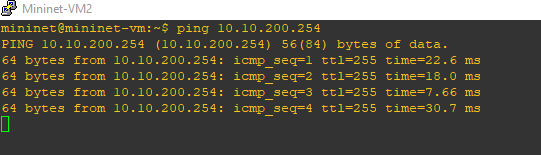 Mininet-VM2
mininet@mininet-vm:~$ ping 10.10.200.254
PING 10.10.200.254 (10.10.200.254) 56(84) bytes of data.
64 bytes from 10.10.200.254: icmp_seq=1 ttl=255 time=22.6 ms
64 bytes from 10.10.200.254: icmp_seq=2 ttl=255 time=18.0 ms
64 bytes from 10.10.200.254: icmp_seq=3 ttl=255 time=7.66 ms
64 bytes from 10.10.200.254: icmp_seq=4 ttl=255 time=30.7 ms